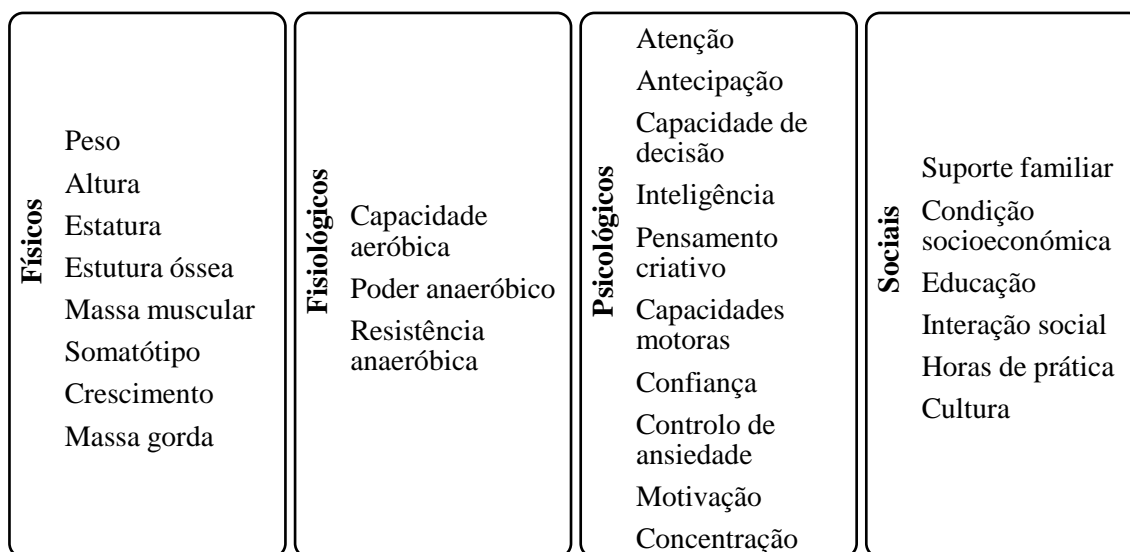 Físicos
Peso
Altura
Estatura
Estutura óssea
Massa muscular
Somatótipo
Crescimento
Massa gorda
Fisiológicos
Capacidade
aeróbica
Poder anaeróbico
Resistência
anaeróbica
Psicológicos
Atenção
Antecipação
Capacidade de
decisão
Inteligência
Pensamento
criativo
Capacidades
motoras
Confiança
Controlo de
ansiedade
Motivação
Concentração
Sociais
Suporte familiar
Condição
socioeconómica
Educação
Interação social
Horas de prática
Cultura